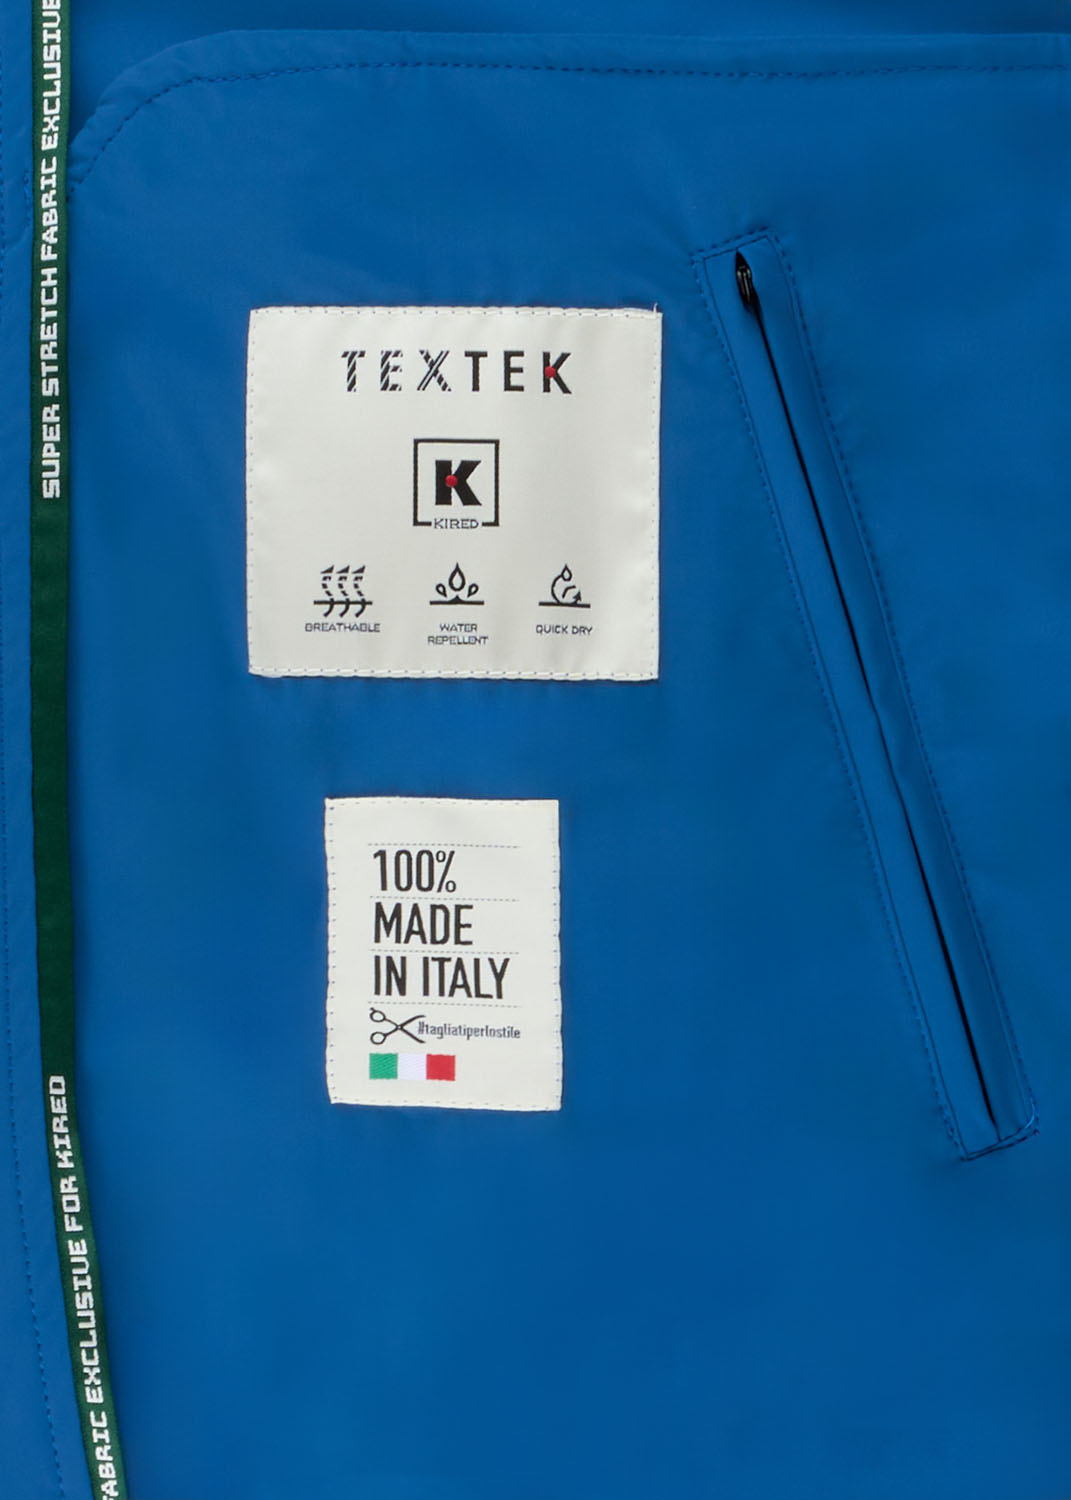 SUPER STRETCH FABRIC EXCLUSIVE
TEXTEK
K
KIRED
BREATHABLE
WATER
REPELLENT
QUICK DRY
100%
MADE
IN ITALY
#tagliatiperlostile
FABRIC EXCLUSIVE FOR KIRED